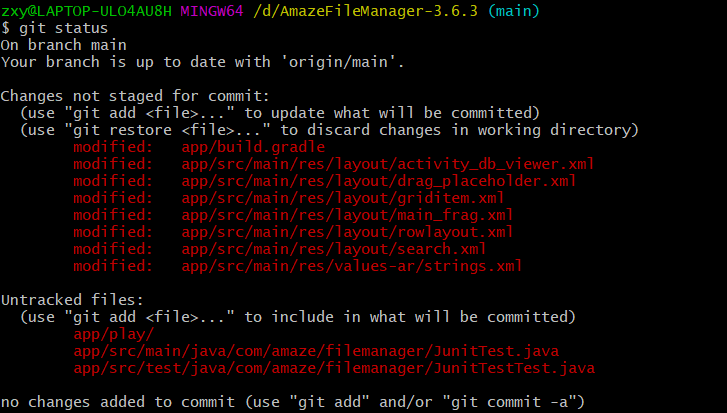 zxy@LAPTOP-ULO4AU8H MINGW64 /d/AmazeFileManager-3.6.3 (main)
$ git status
On branch main
Your branch is up to date with 'origin/main'.

Changes not staged for commit:
  (use "git add <file>..." to update what will be committed)
  (use "git restore <file>..." to discard changes in working directory)
        modified:   app/build.gradle
        modified:   app/src/main/res/layout/activity_db_viewer.xml
        modified:   app/src/main/res/layout/drag_placeholder.xml
        modified:   app/src/main/res/layout/griditem.xml
        modified:   app/src/main/res/layout/main_frag.xml
        modified:   app/src/main/res/layout/rowlayout.xml
        modified:   app/src/main/res/layout/search.xml
        modified:   app/src/main/res/values-ar/strings.xml

Untracked files:
  (use "git add <file>..." to include in what will be committed)
        app/play/
        app/src/main/java/com/amaze/filemanager/JunitTest.java
        app/src/test/java/com/amaze/filemanager/JunitTestTest.java

no changes added to commit (use "git add" and/or "git commit -a")